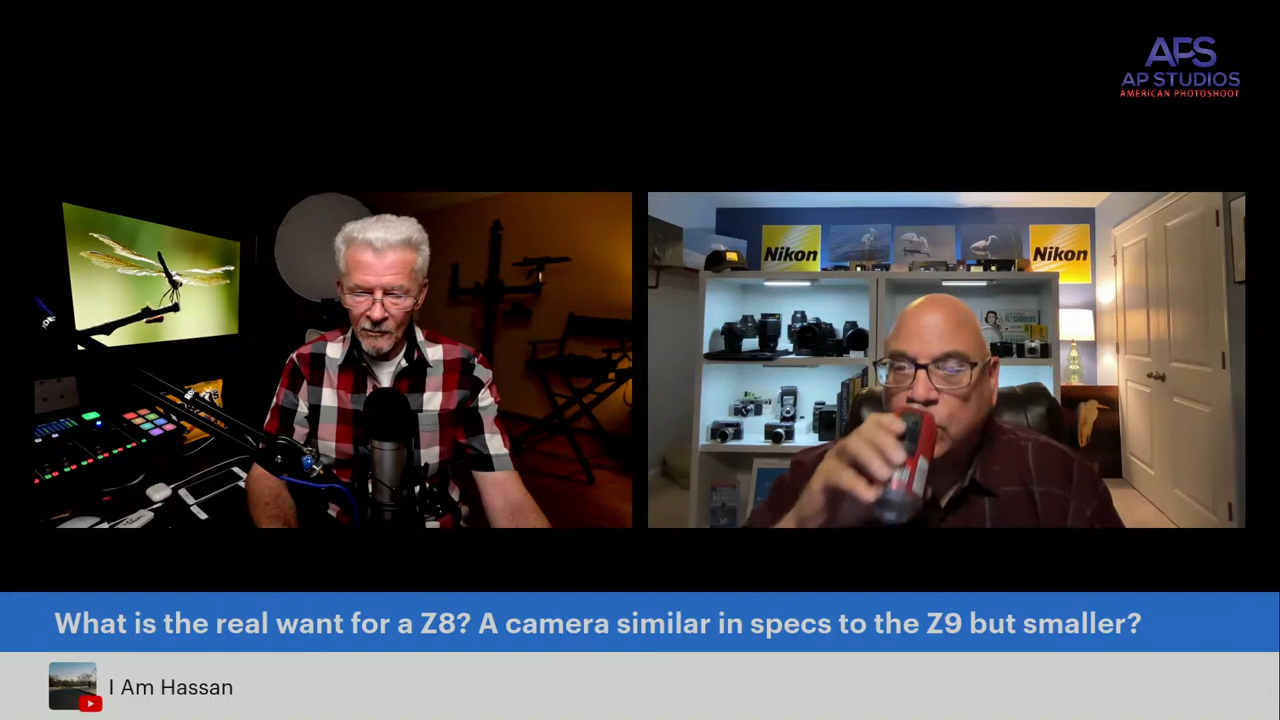 APS
AP STUDIOS
AMERICAN PHOTOSHOOT
Nikon
Nikon
What is the real want for a Z8? A camera similar in specs to the Z9 but smaller?
I Am Hassan